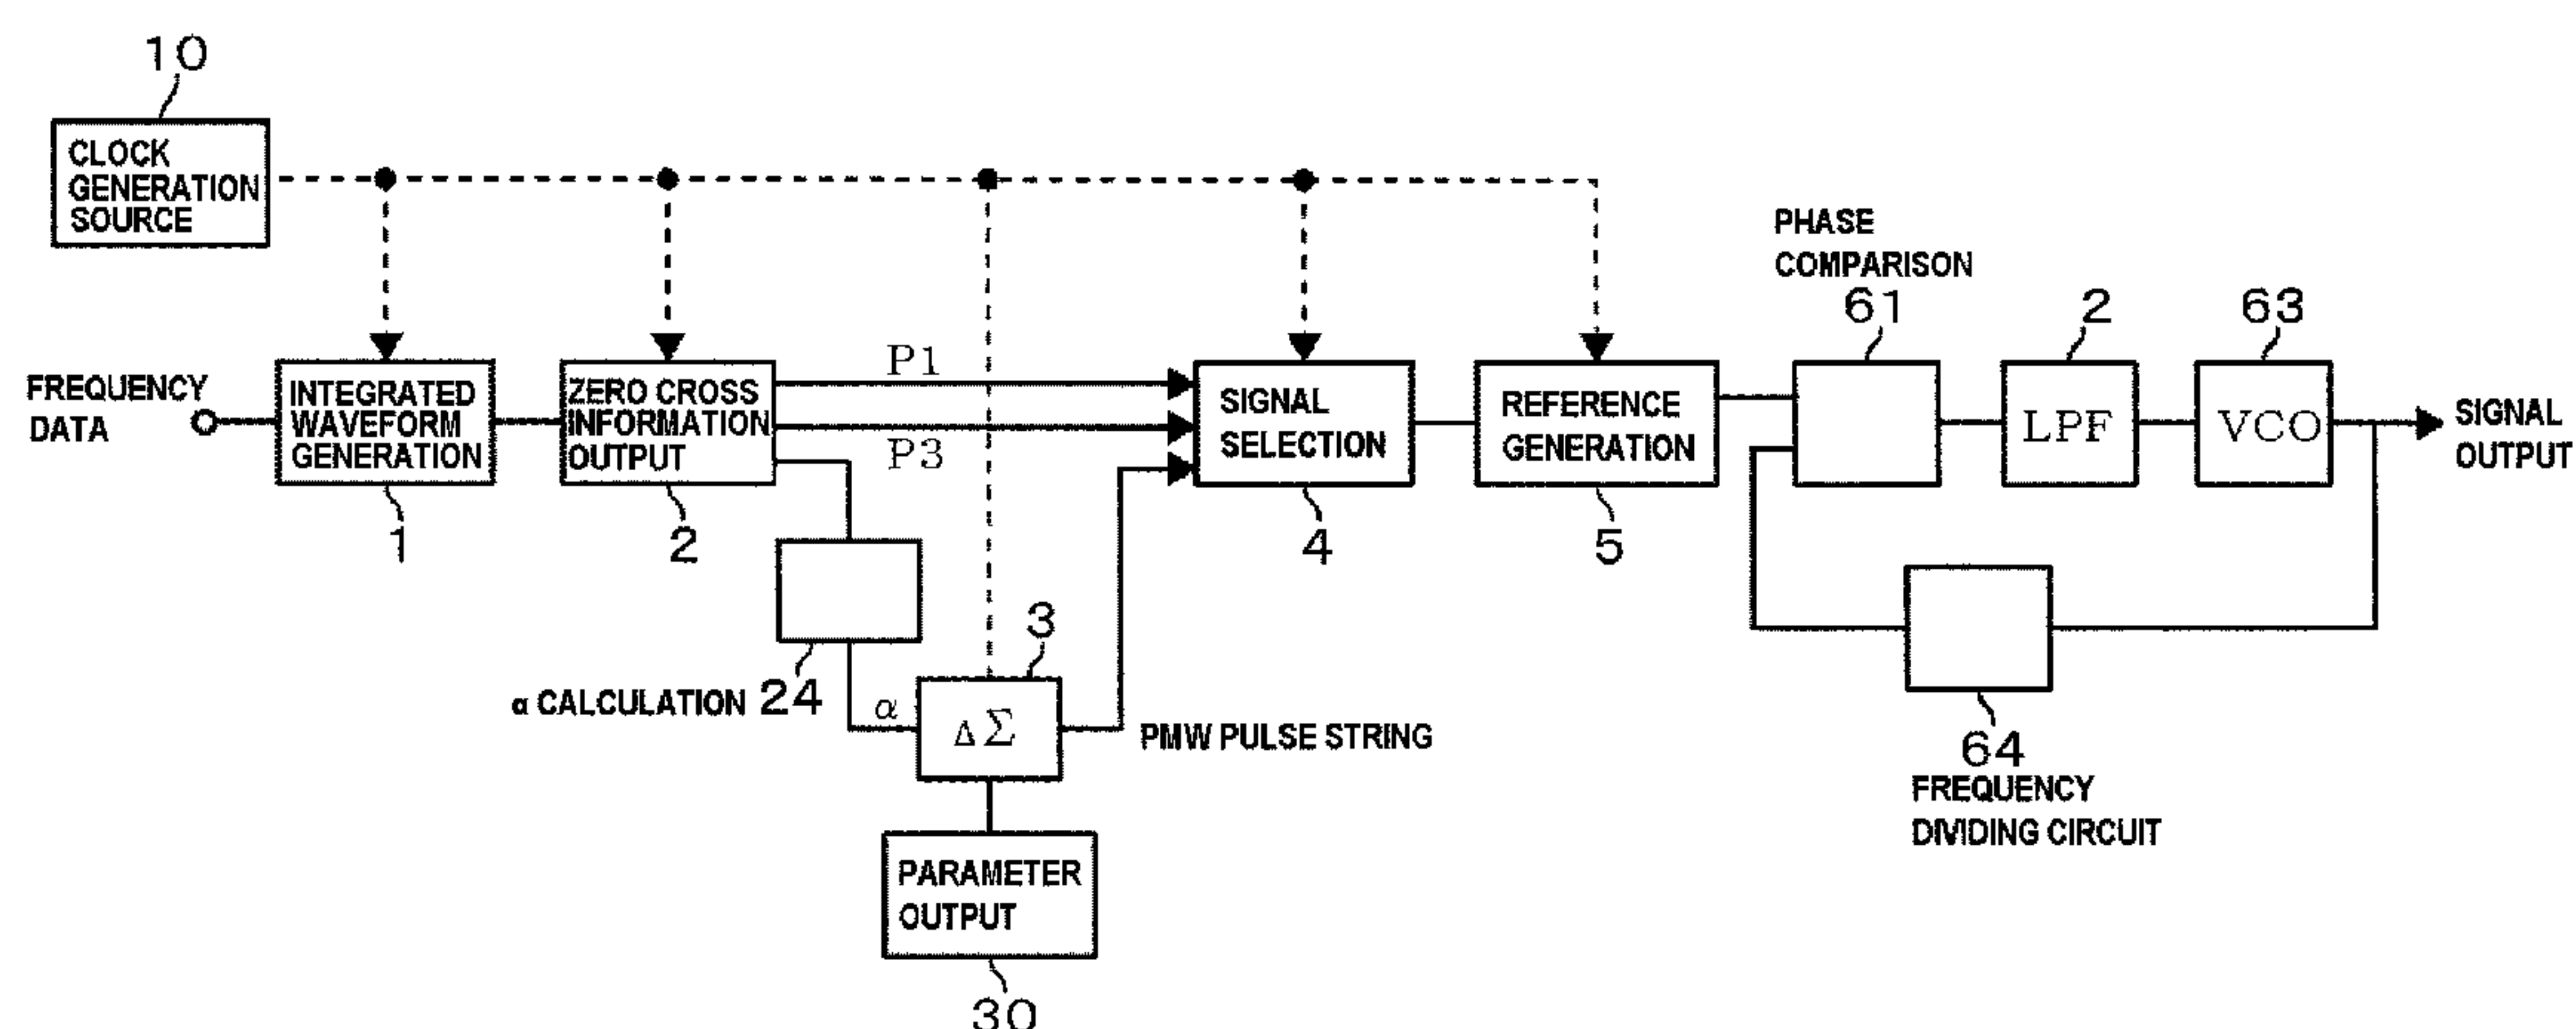 10
CLOCK
GENERATION
SOURCE
PHASE
COMPARISON
61
2
63
FREQUENCY
DATA
INTEGRATED
WAVEFORM
GENERATION
1
ZERO CROSS
INFORMATION
OUTPUT
2
P1
P3
SIGNAL
SELECTION
4
REFERENCE
GENERATION
5
LPF
VCO
SIGNAL
OUTPUT
α CALCULATION 24
α
3
ΔΣ
PMW PULSE STRING
64
FREQUENCY
DIVIDING CIRCUIT
PARAMETER
OUTPUT
30